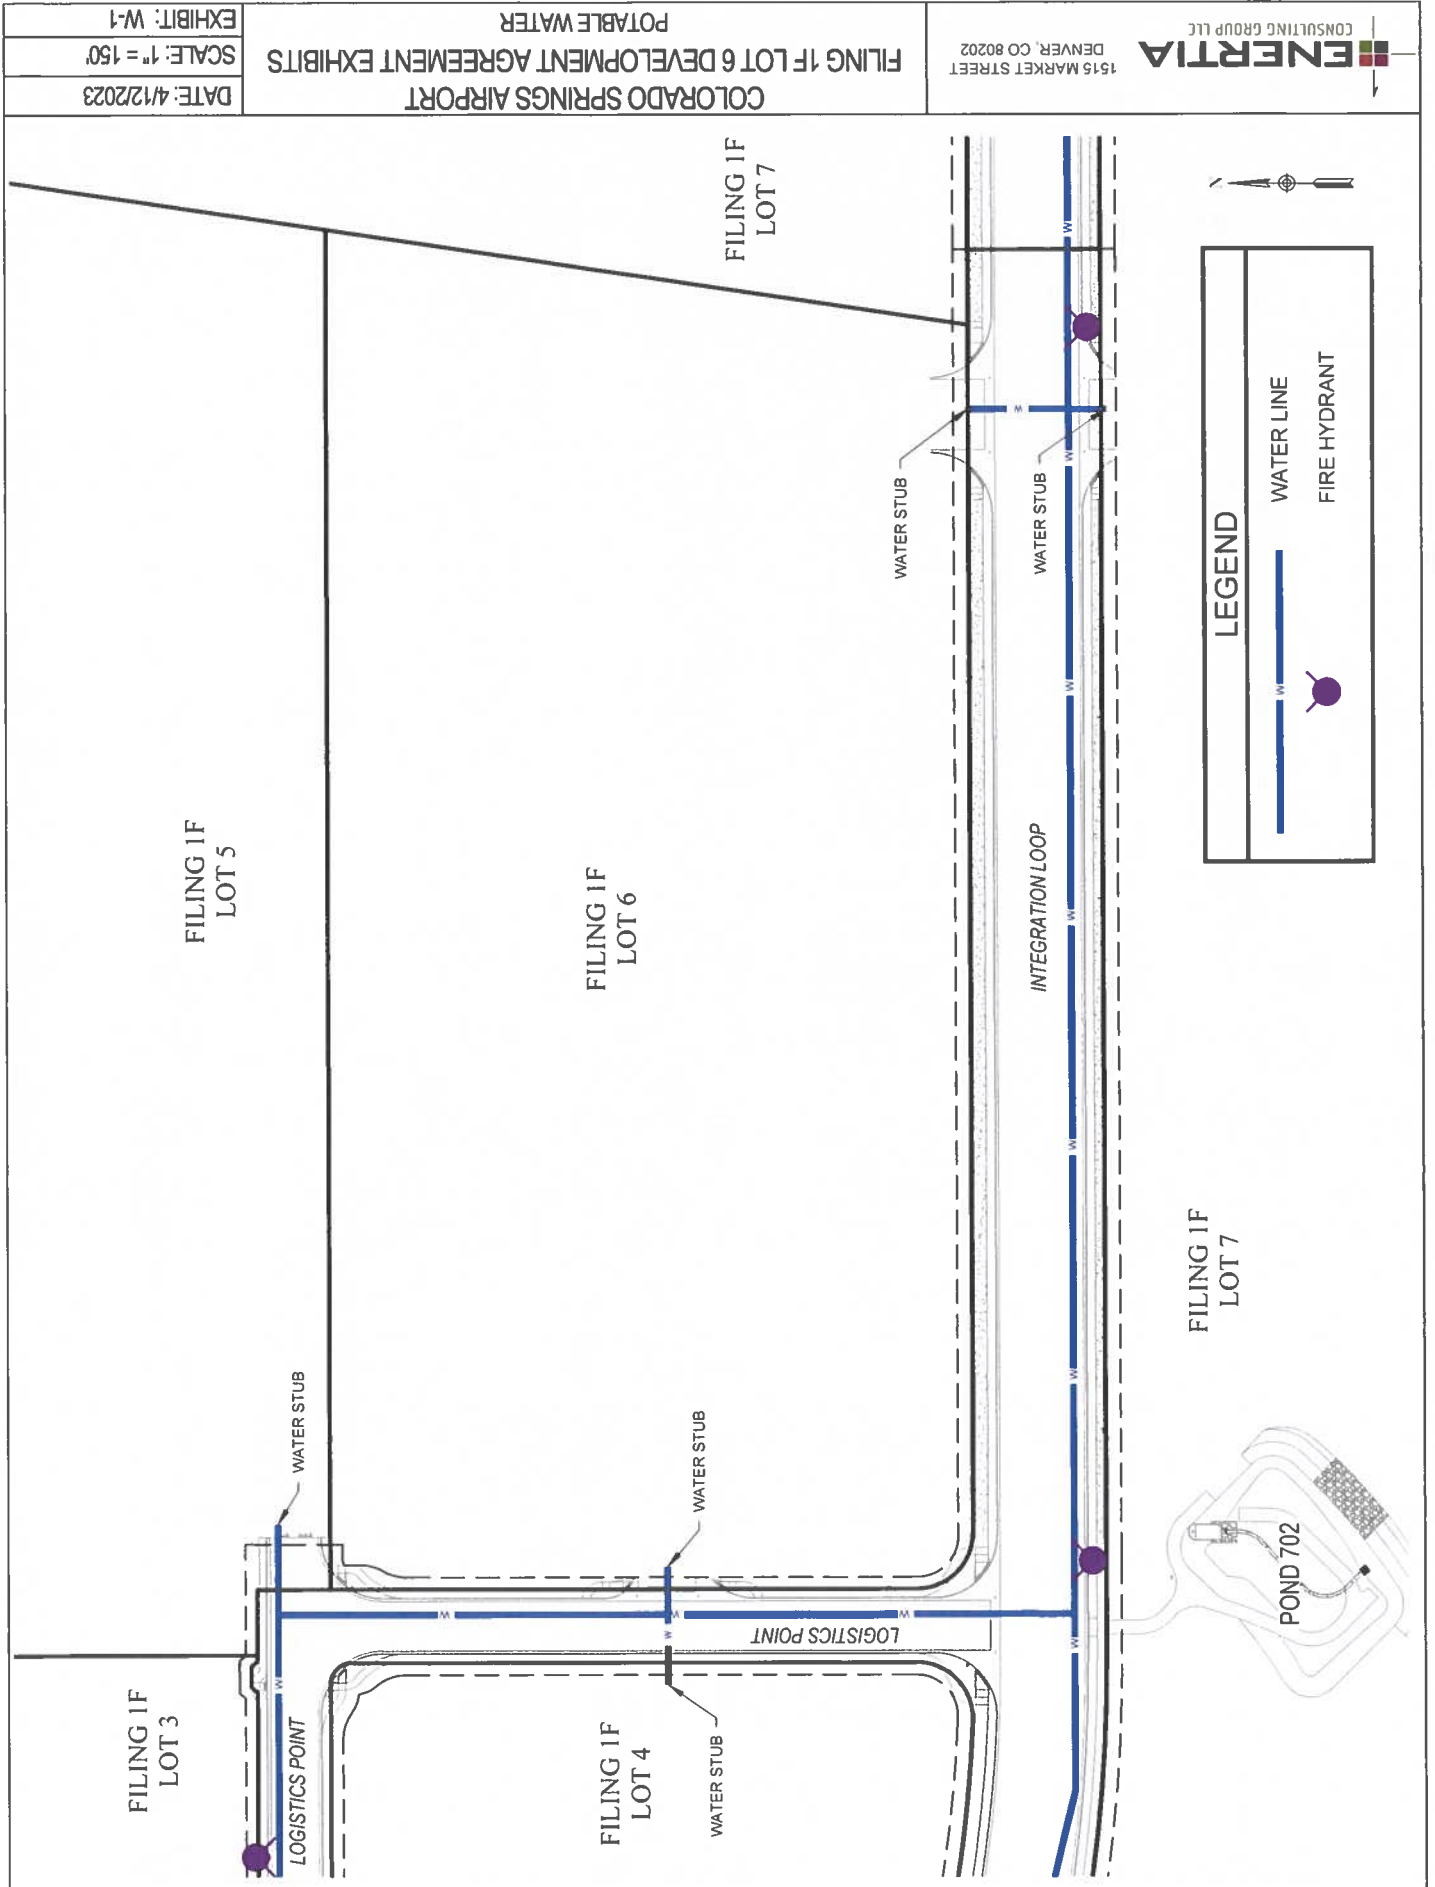 ENERTIA
CONSULTING GROUP LLC
1515 MARKET STREET
DENVER, CO 80202
COLORADO SPRINGS AIRPORT
FILING 1F LOT 6 DEVELOPMENT AGREEMENT EXHIBITS
POTABLE WATER
DATE: 4/12/2023
SCALE: 1" = 150'
EXHIBIT: W-1
FILING 1F
LOT 7
FILING 1F
LOT 5
FILING 1F
LOT 6
FILING 1F
LOT 3
FILING 1F
LOT 4
FILING 1F
LOT 7
WATER STUB
WATER STUB
WATER STUB
WATER STUB
WATER STUB
INTEGRATION LOOP
LOGISTICS POINT
LOGISTICS POINT
POND 702
W
W
W
W
W
W
W
W
W
W
W
W
W
W
LEGEND
W
WATER LINE
FIRE HYDRANT